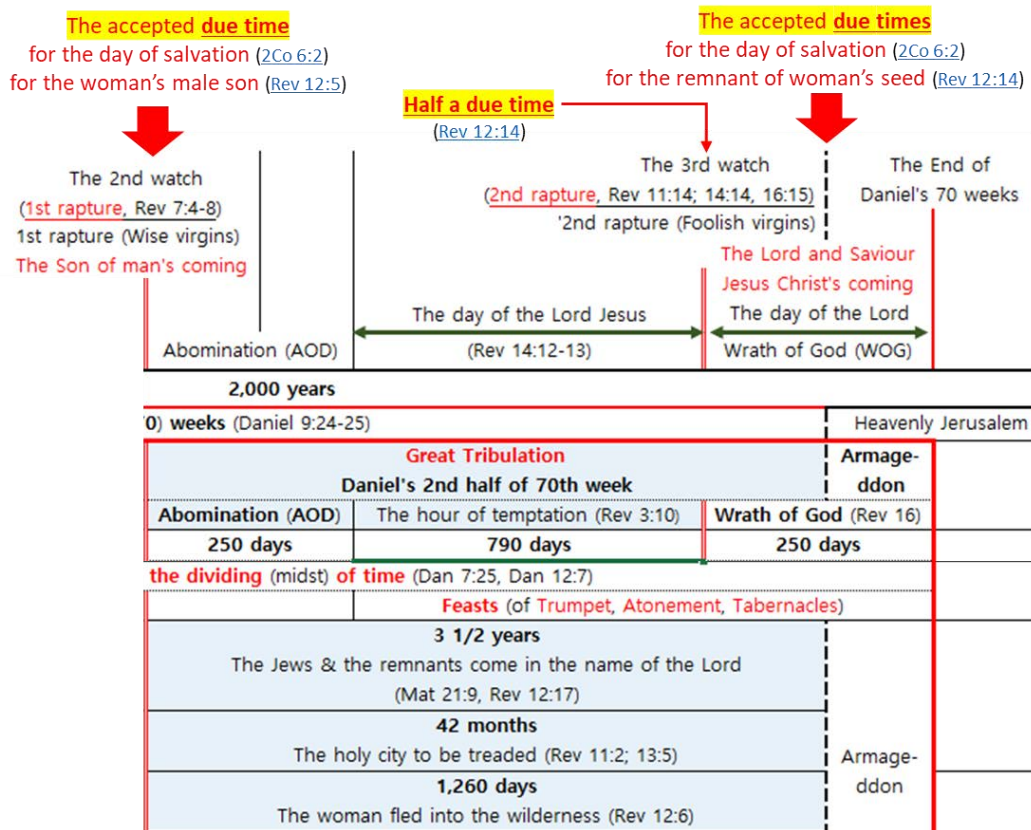 The accepted due time
for the day of salvation (2Co 6:2)
for the woman's male son (Rev 12:5)
The accepted due times
for the day of salvation (2Co 6:2)
for the remnant of woman's seed (Rev 12:14)
Half a due time
(Rev 12:14)
The 2nd watch
(1st rapture, Rev 7:4-8)
1st rapture (Wise virgins)
The Son of man's coming
The 3rd watch
(2nd rapture, Rev 11:14; 14:14, 16:15)
'2nd rapture (Foolish virgins)
The Lord and Saviour
Jesus Christ's coming
The End of
Daniel's 70 weeks
Abomination (AOD)
The day of the Lord Jesus
(Rev 14:12-13)
The day of the Lord
Wrath of God (WOG)
2,000 years
0) weeks (Daniel 9:24-25)
Heavenly Jerusalem
Great Tribulation
Daniel's 2nd half of 70th week
Armage-
ddon
Abomination (AOD)
The hour of temptation (Rev 3:10)
Wrath of God (Rev 16)
250 days
790 days
250 days
the dividing (midst) of time (Dan 7:25, Dan 12:7)
Feasts (of Trumpet, Atonement, Tabernacles)
3 1/2 years
The Jews & the remnants come in the name of the Lord
(Mat 21:9, Rev 12:17)
42 months
The holy city to be treaded (Rev 11:2; 13:5)
1,260 days
The woman fled into the wilderness (Rev 12:6)
Armage-
ddon